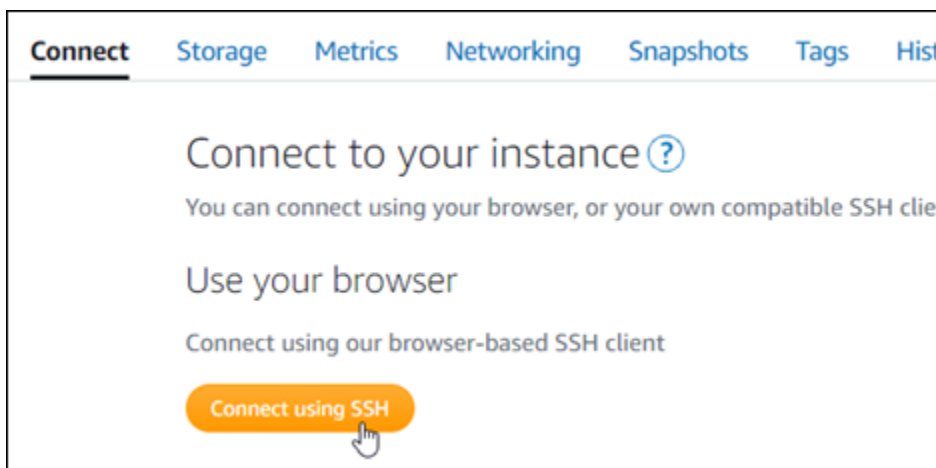 Connect Storage Metrics Networking Snapshots Tags
Connect to your instance ?
You can connect using your browser, or your own compatible SSH
Use your browser
Connect using our browser-based SSH client
Connect using SSH